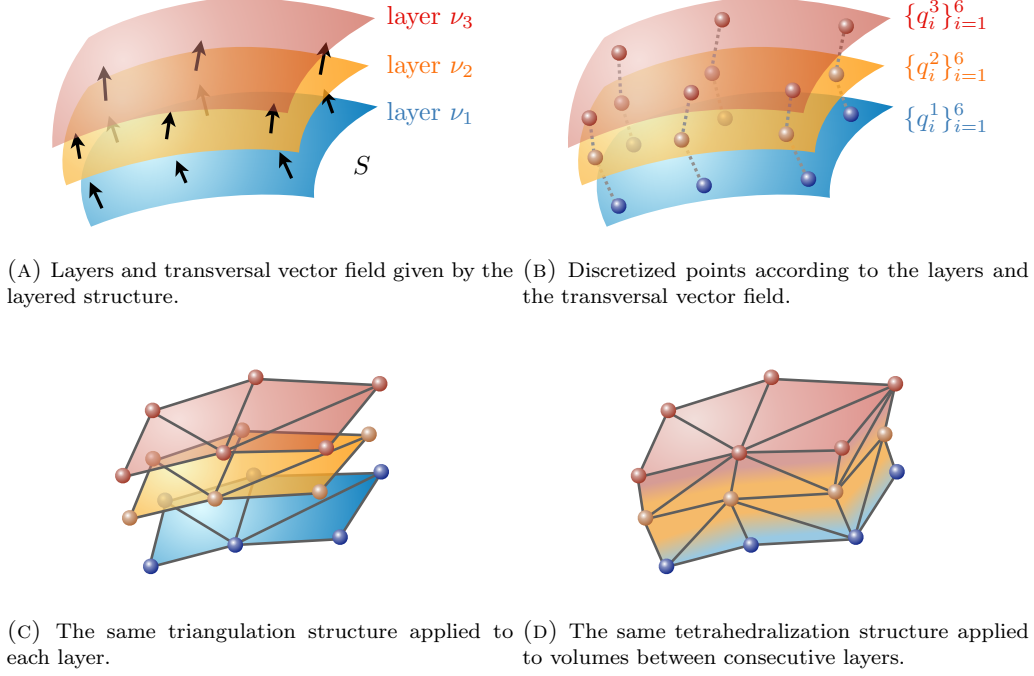 layer ν₃
layer ν₂
layer ν₁
S
{q_i^3}_{i=1}^6
{q_i^2}_{i=1}^6
{q_i^1}_{i=1}^6
(A) Layers and transversal vector field given by the
layered structure.
(B) Discretized points according to the layers and
the transversal vector field.
(C) The same triangulation structure applied to
each layer.
(D) The same tetrahedralization structure applied
to volumes between consecutive layers.